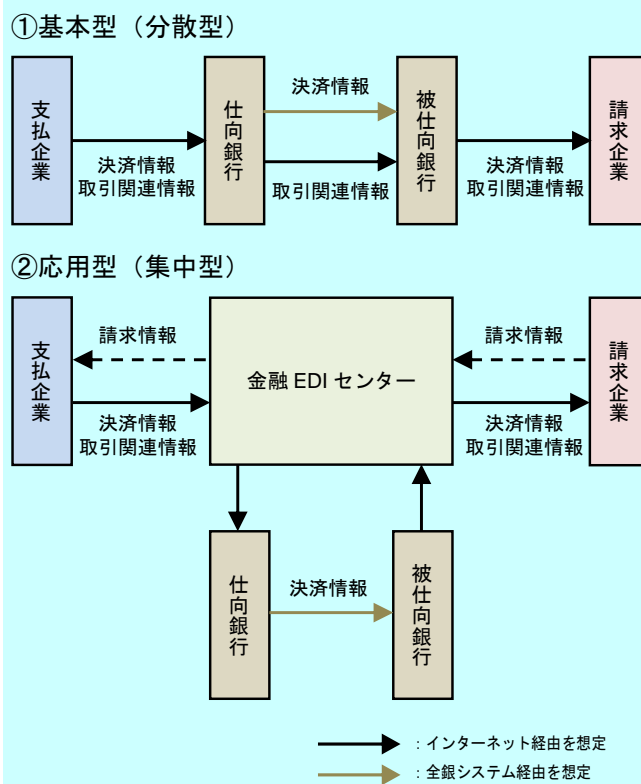 ①基本型（分散型）
支払企業
仕向銀行
決済情報
被仕向銀行
請求企業
決済情報
取引関連情報
取引関連情報
決済情報
取引関連情報
②応用型（集中型）
支払企業
請求情報
金融 EDI センター
請求情報
請求企業
決済情報
取引関連情報
決済情報
取引関連情報
仕向銀行
決済情報
被仕向銀行
：インターネット経由を想定
：全銀システム経由を想定